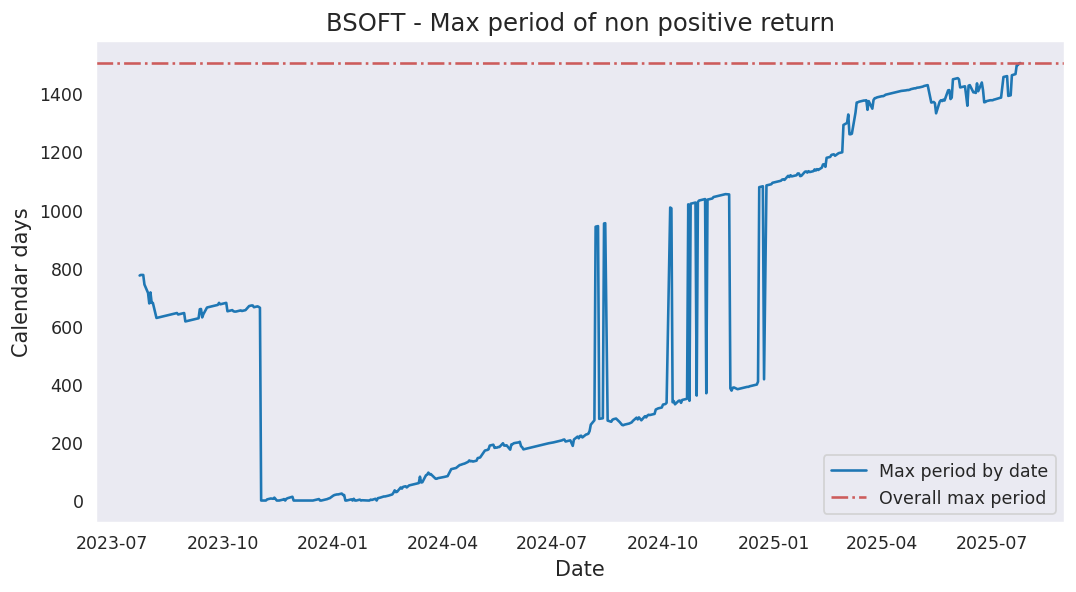 BSOFT - Max period of non positive return
Calendar days
1400
1200
1000
800
600
400
200
0
2023-07 2023-10 2024-01 2024-04 2024-07 2024-10 2025-01 2025-04 2025-07
Date
Max period by date
Overall max period